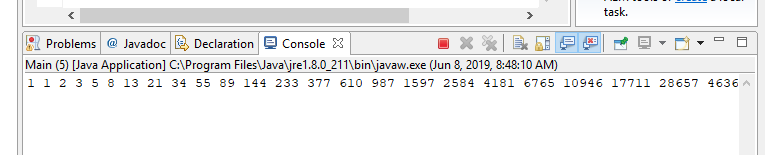 task.
Problems @ Javadoc Declaration Console
Main (5) [Java Application] C:\Program Files\Java\jre1.8.0_211\bin\javaw.exe (Jun 8, 2019, 8:48:10 AM)
1 1 2 3 5 8 13 21 34 55 89 144 233 377 610 987 1597 2584 4181 6765 10946 17711 28657 4636